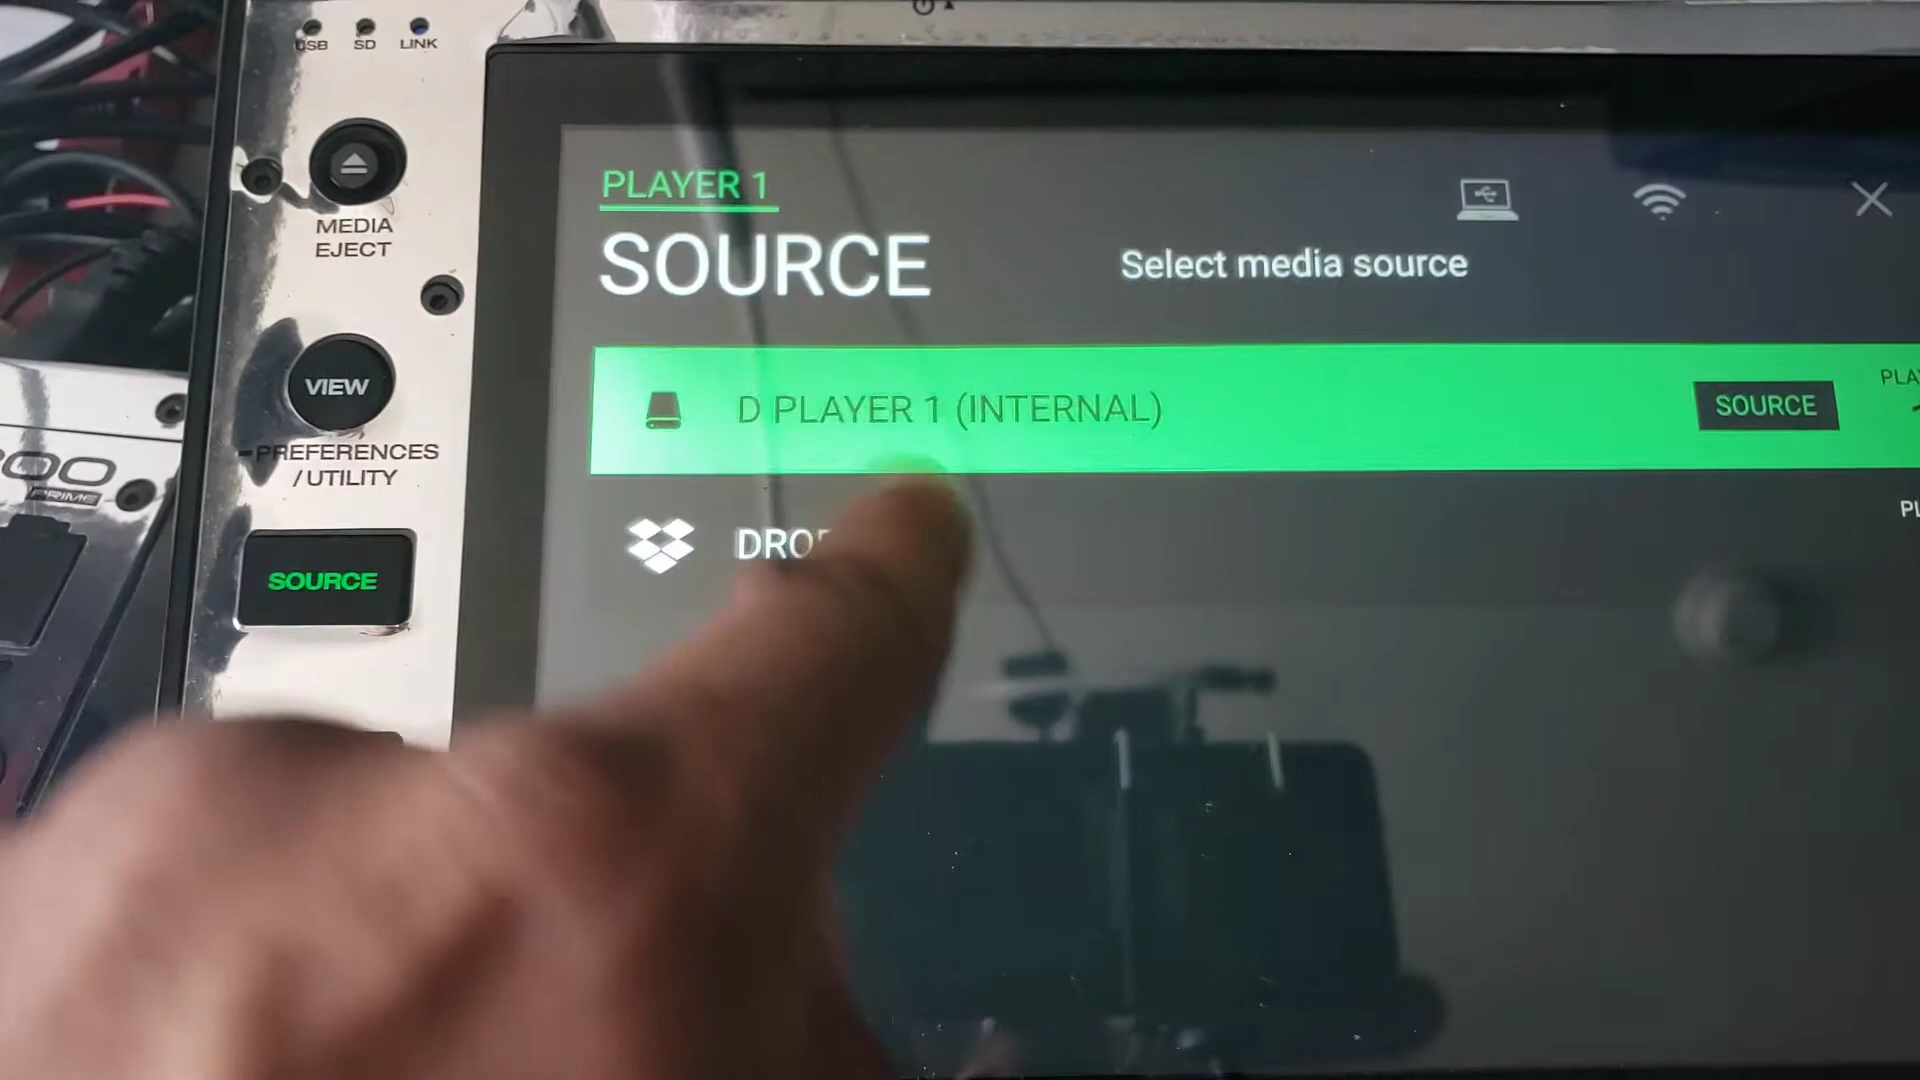 USB SD LINK
MEDIA
EJECT
VIEW
PREFERENCES
/ UTILITY
SOURCE
PRIME
PLAYER 1
SOURCE
Select media source
D PLAYER 1 (INTERNAL)
SOURCE